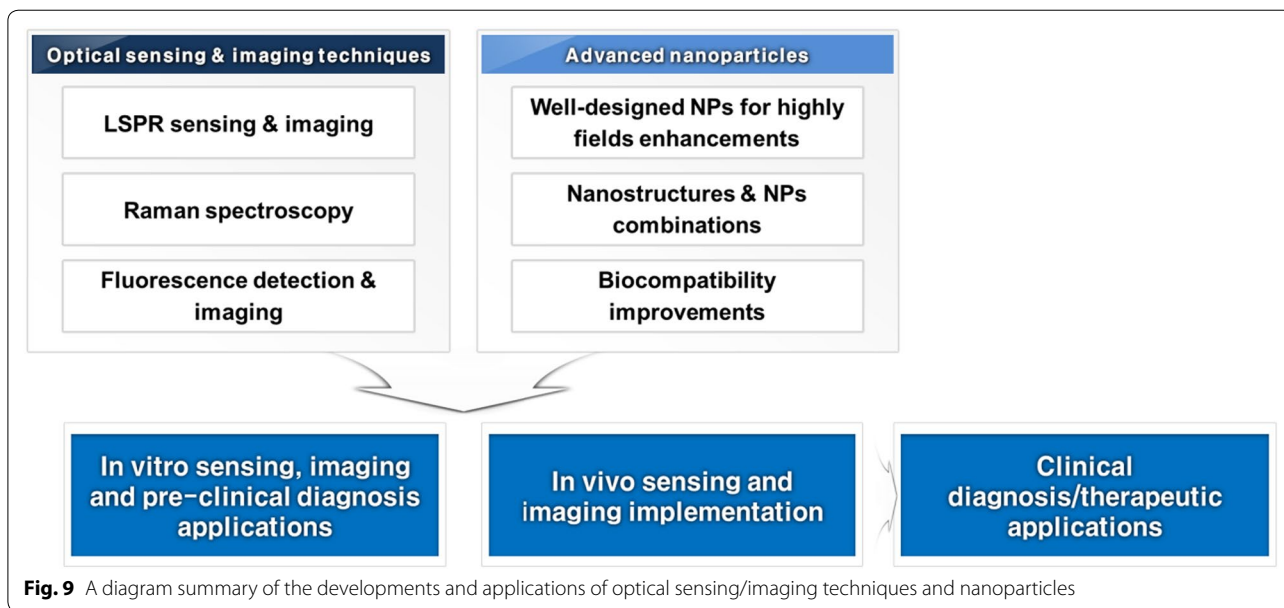 Optical sensing & imaging techniques
LSPR sensing & imaging
Raman spectroscopy
Fluorescence detection &
imaging
Advanced nanoparticles
Well-designed NPs for highly
fields enhancements
Nanostructures & NPs
combinations
Biocompatibility
improvements
In vitro sensing, imaging
and pre-clinical diagnosis
applications
In vivo sensing and
imaging implementation
Clinical
diagnosis/therapeutic
applications
Fig. 9 A diagram summary of the developments and applications of optical sensing/imaging techniques and nanoparticles